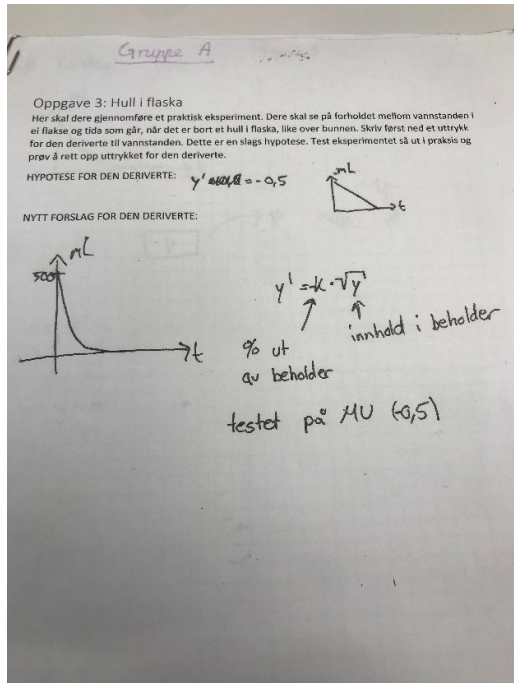 Gruppe A
Oppgave 3: Hull i flaska
Her skal dere gjennomføre et praktisk eksperiment. Dere skal se på forholdet mellom vannstanden i
ei flakse og tida som går, når det er bort et hull i flaska, like over bunnen. Skriv først ned et uttrykk
for den deriverte til vannstanden. Dette er en slags hypotese. Test eksperimentet så ut i praksis og
prøv å rett opp uttrykket for den deriverte.
HYPOTESE FOR DEN DERIVERTE: y' = -0,5
mL
t
NYTT FORSLAG FOR DEN DERIVERTE:
mL
500
t
y' = -k · √y
% ut
av beholder
innhold i beholder
testet på MU (-0,5)